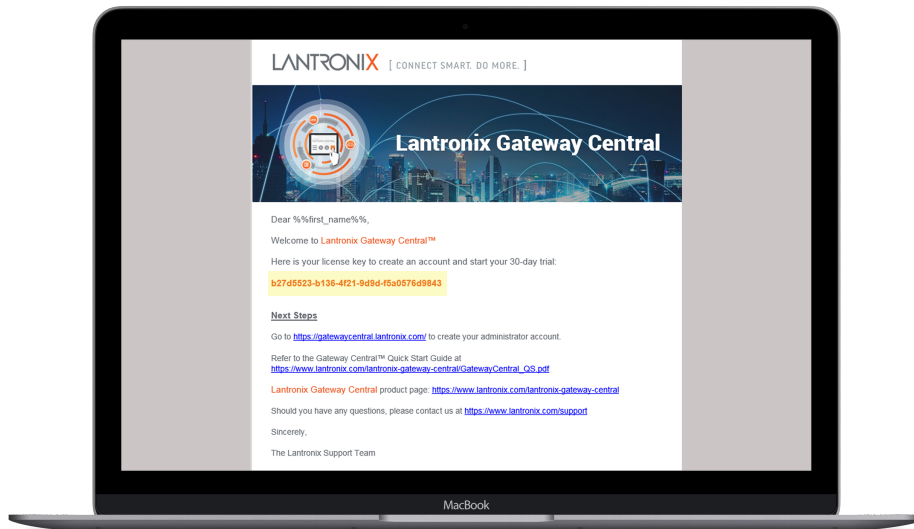 LANTRONIX [ CONNECT SMART. DO MORE. ]
Lantronix Gateway Central
Dear %%first_name%%,
Welcome to Lantronix Gateway Central™
Here is your license key to create an account and start your 30-day trial:
b27d5523-b136-4f21-9d9d-f5a0576d9843
Next Steps
Go to https://gatewaycentral.lantronix.com/ to create your administrator account.
Refer to the Gateway Central™ Quick Start Guide at
https://www.lantronix.com/lantronix-gateway-central/GatewayCentral_QS.pdf
Lantronix Gateway Central product page: https://www.lantronix.com/lantronix-gateway-central
Should you have any questions, please contact us at https://www.lantronix.com/support
Sincerely,
The Lantronix Support Team
MacBook